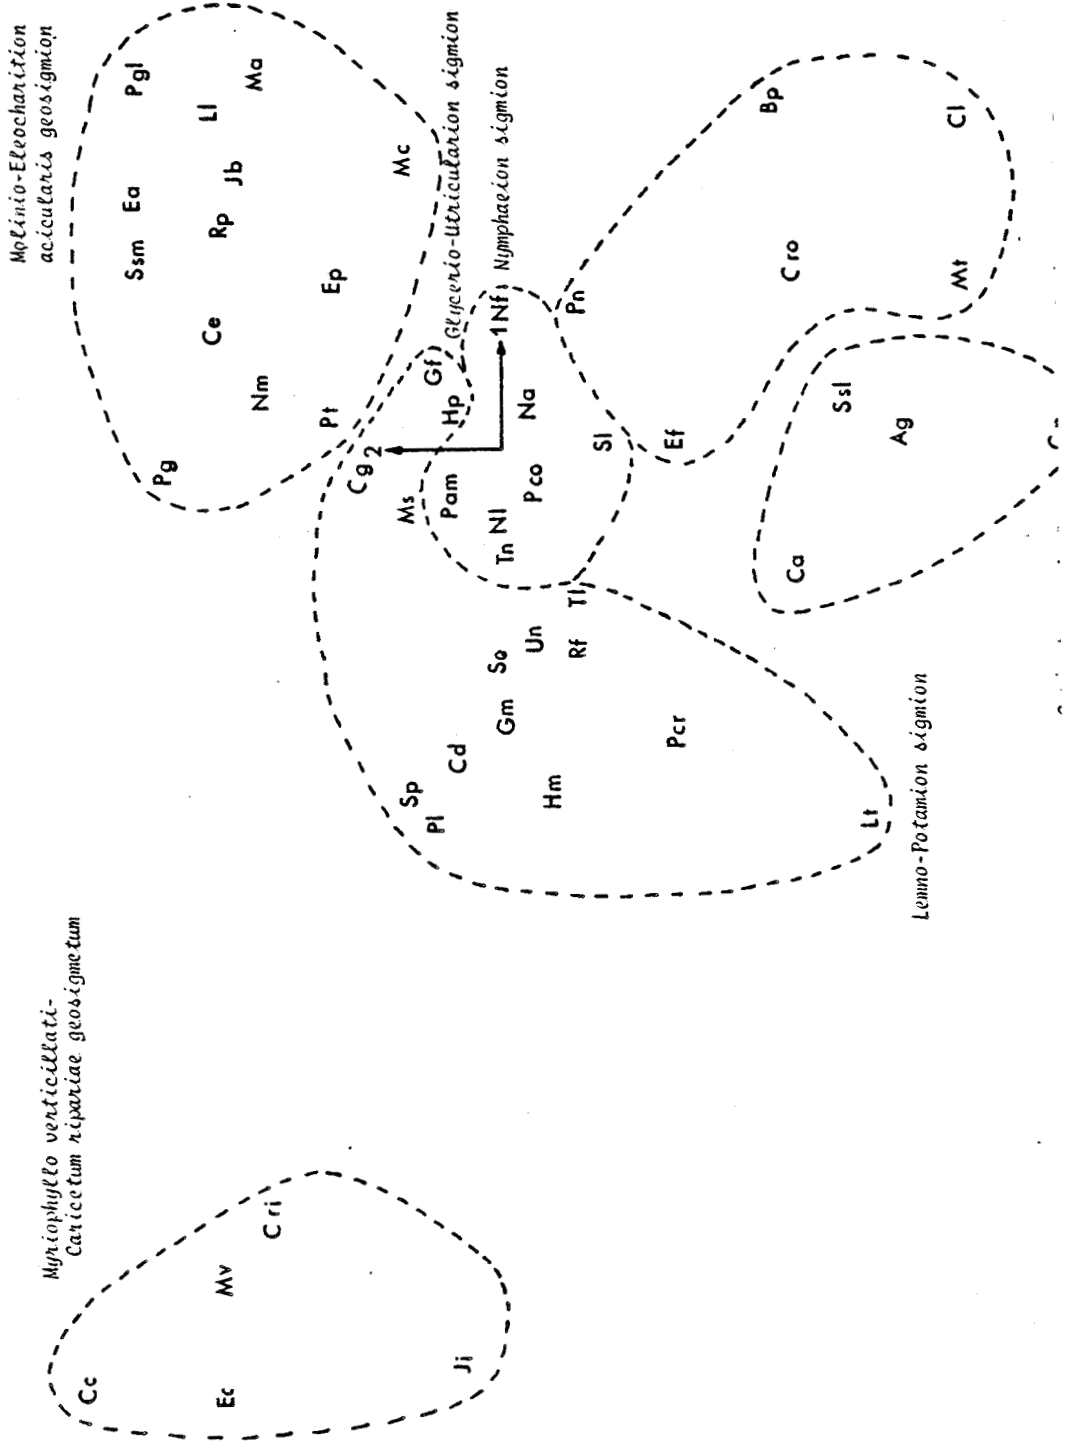 Myriophyllo verticillati-
Caricetum ripariae geosigmetum
Cc
Ec
Mv
C ri
Ji
Molinio-Eleocharition
acicularis geosigmion
Pgl
Ll
Ma
Ea
Jb
Ssm
Rp
Mc
Ep
Ce
Nm
Pt
Pg
Glycerio-Utricularion sigmion
Gf
Hp
Cg
2
Ms
Nymphaeion sigmion
1
Nf
Na
Pam
Nl
Pco
Tn
Sl
Tl
Un
Se
Rf
Gm
Cd
Sp
Pl
Hm
Pcr
Lt
Lemno-Potamion sigmion
Pn
Bp
Cl
C ro
Mt
Ef
Ssl
Ag
Ca